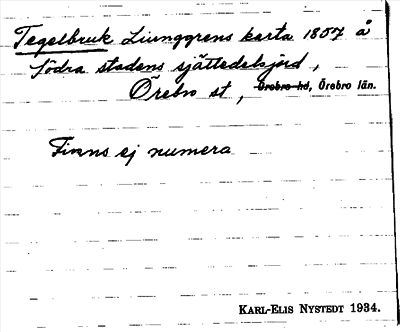 Tegelbruk Liunggrens karta 1857 å
södra stadens sjättedelsjord,
Örebro st, Örebro hd, Örebro län.
Finns ej numera
KARL-ELIS NYSTEDT 1934.